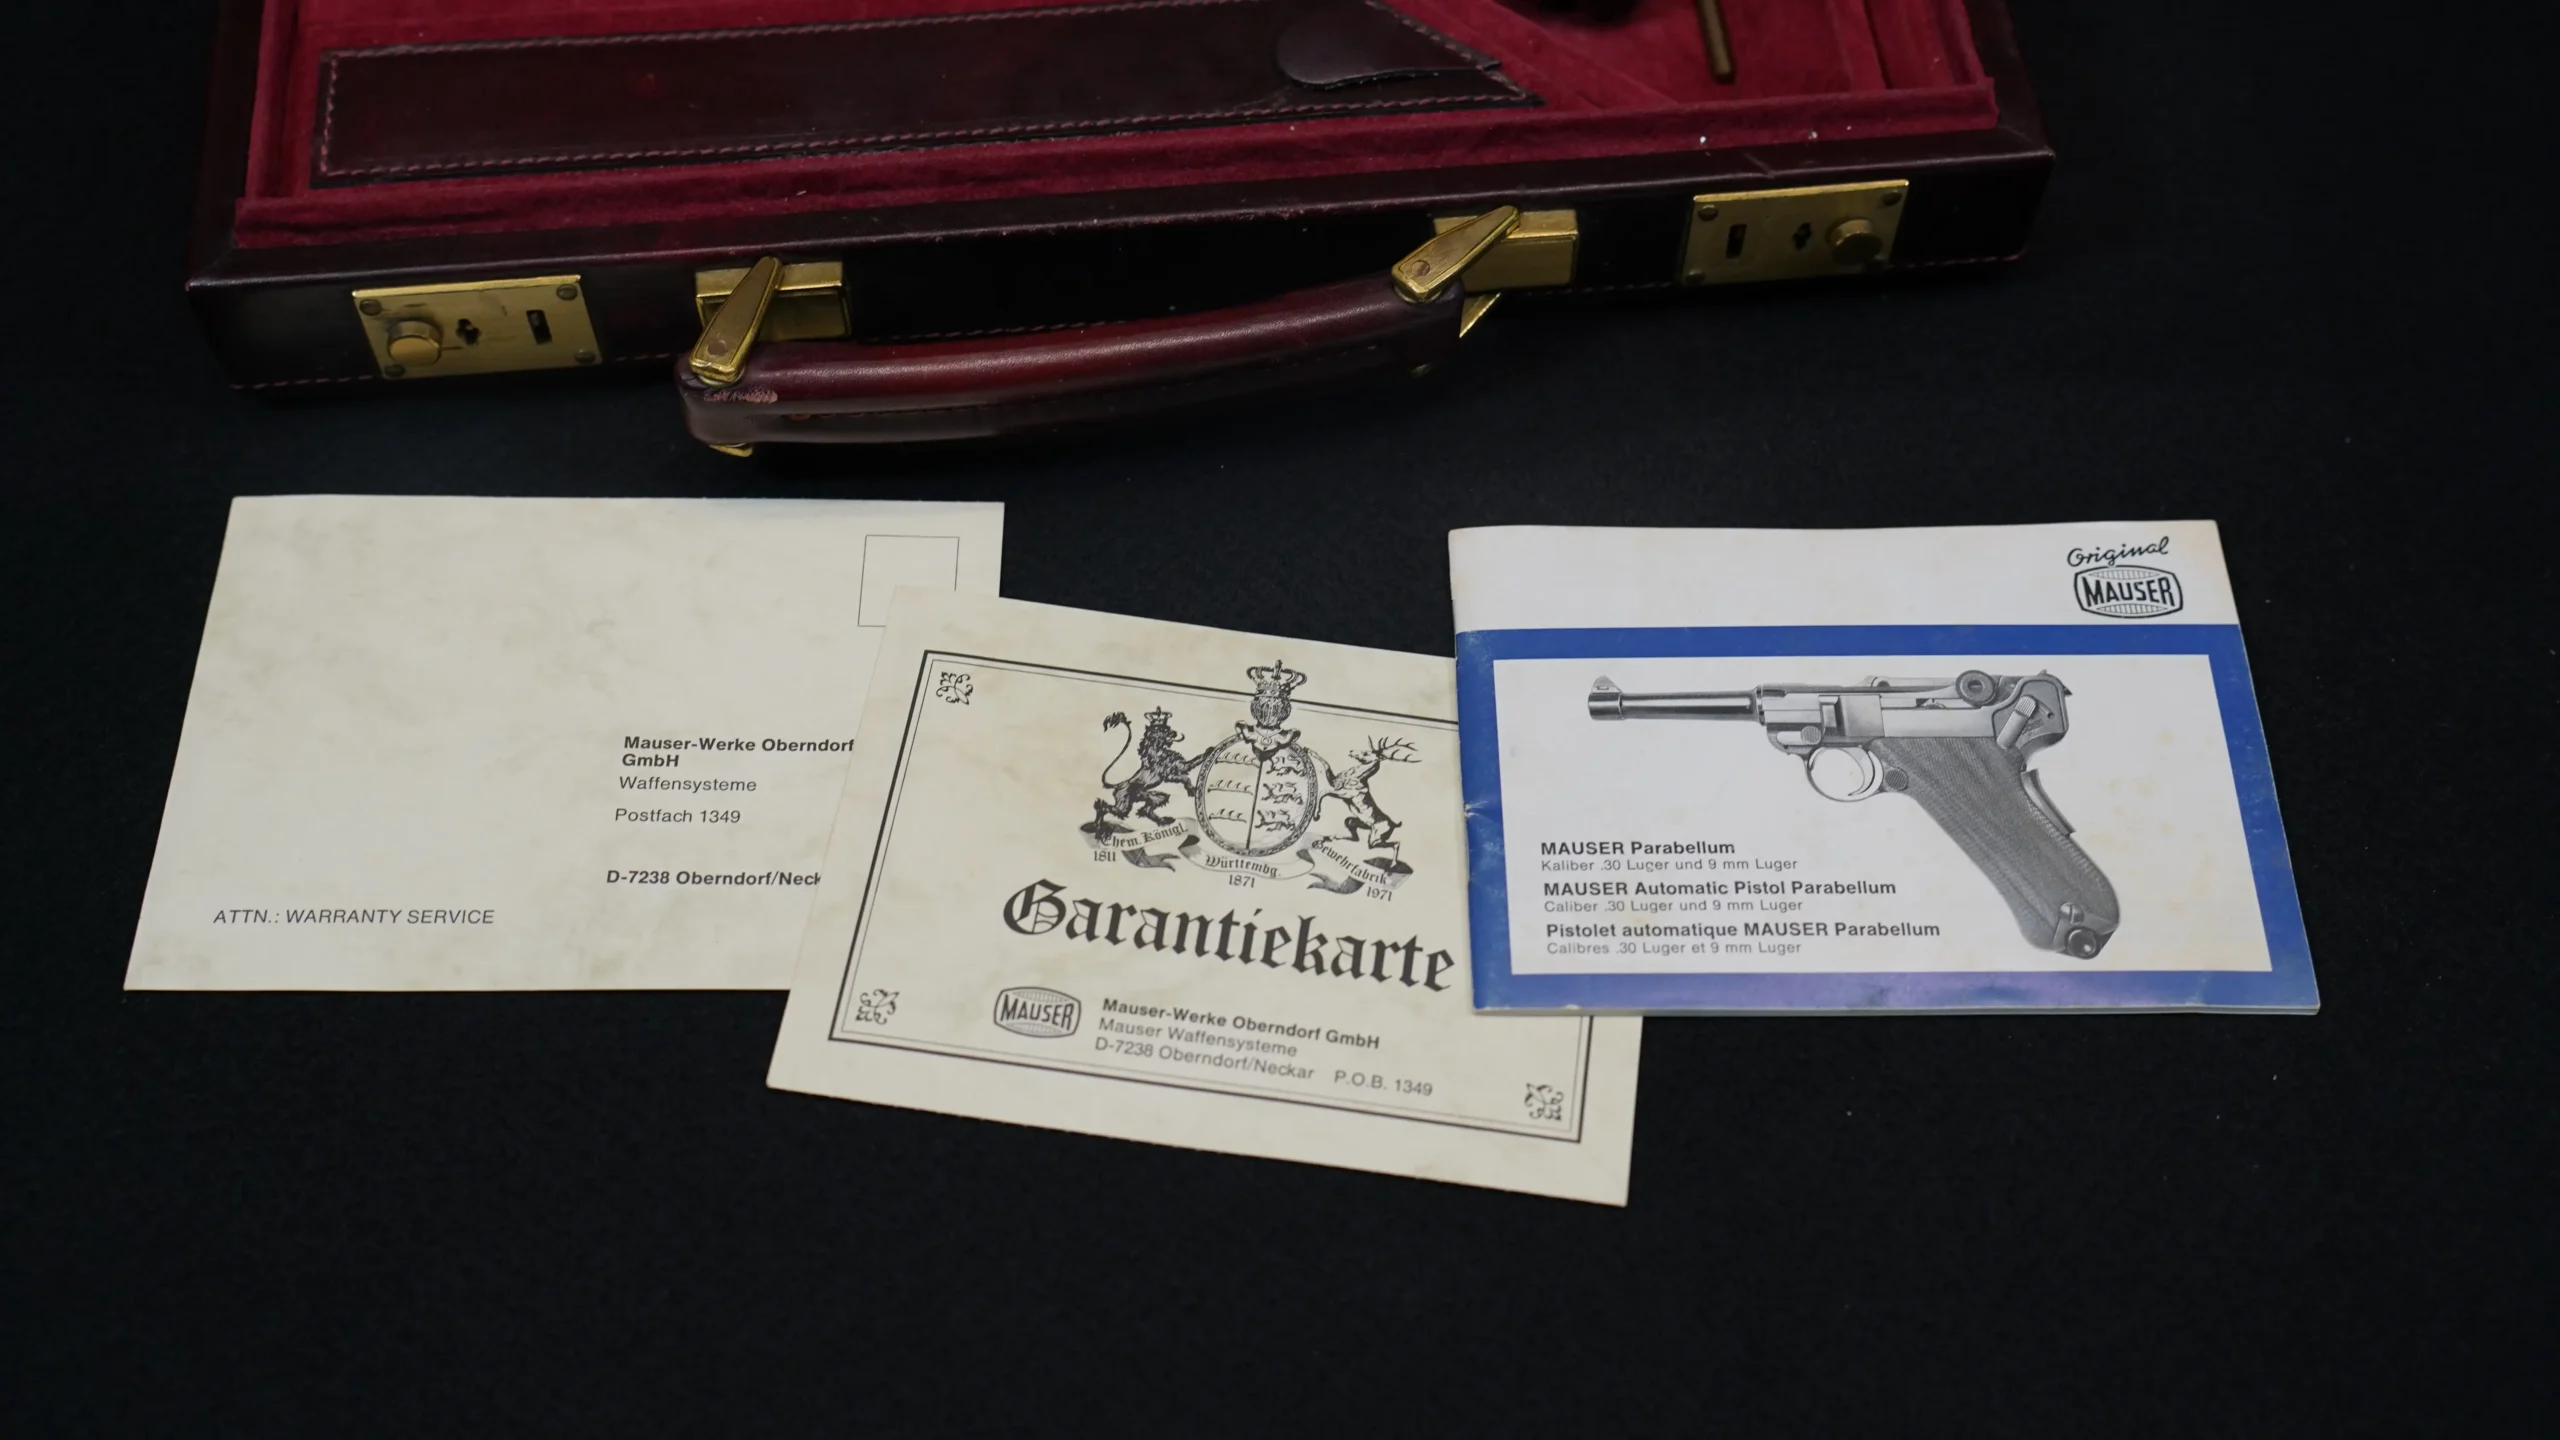 Mauser-Werke Oberndorf
GmbH
Waffensysteme
Postfach 1349
D-7238 Oberndorf/Neck
ATTN.: WARRANTY SERVICE
Chem. Königl.
Württembg.
Gewehrfabrik
1811
1871
1971
Garantiekarte
MAUSER
Mauser-Werke Oberndorf GmbH
Mauser Waffensysteme
D-7238 Oberndorf/Neckar P.O.B. 1349
Original
MAUSER
MAUSER Parabellum
Kaliber .30 Luger und 9 mm Luger
MAUSER Automatic Pistol Parabellum
Caliber .30 Luger und 9 mm Luger
Pistolet automatique MAUSER Parabellum
Calibres .30 Luger et 9 mm Luger